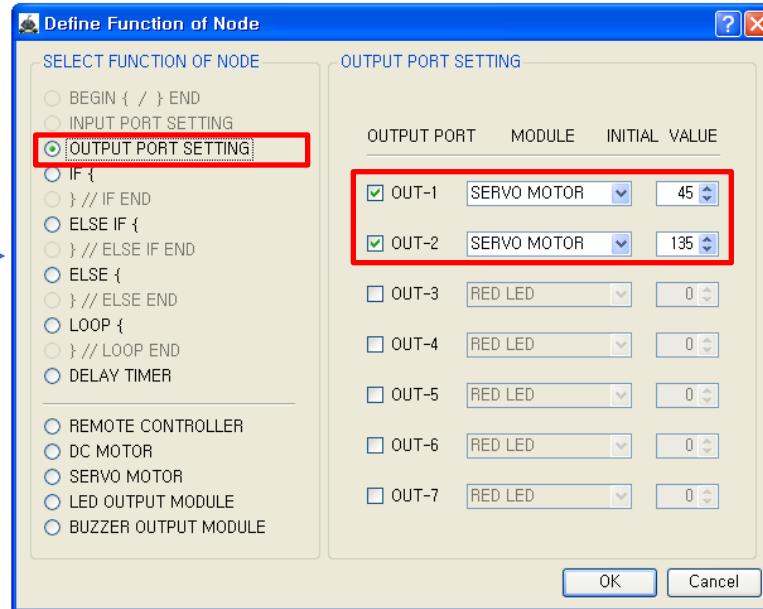 Define Function of Node
SELECT FUNCTION OF NODE
BEGIN { / } END
INPUT PORT SETTING
OUTPUT PORT SETTING
IF {
} // IF END
ELSE IF {
} // ELSE IF END
ELSE {
} // ELSE END
LOOP {
} // LOOP END
DELAY TIMER
REMOTE CONTROLLER
DC MOTOR
SERVO MOTOR
LED OUTPUT MODULE
BUZZER OUTPUT MODULE
OUTPUT PORT SETTING
OUTPUT PORT MODULE INITIAL VALUE
OUT-1 SERVO MOTOR 45
OUT-2 SERVO MOTOR 135
OUT-3 RED LED 0
OUT-4 RED LED 0
OUT-5 RED LED 0
OUT-6 RED LED 0
OUT-7 RED LED 0
OK Cancel